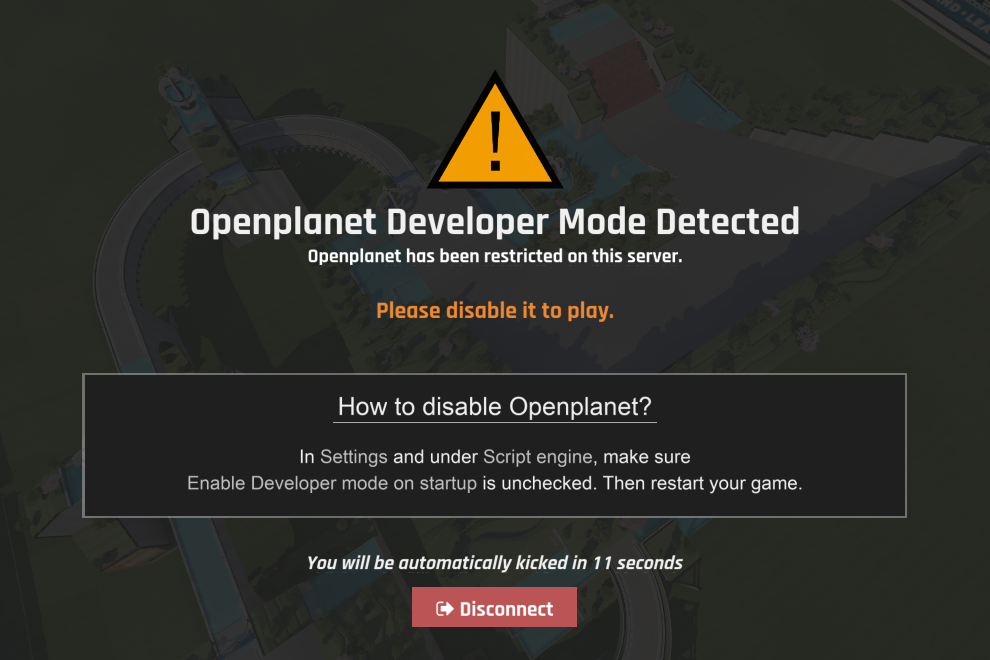 !
Openplanet Developer Mode Detected
Openplanet has been restricted on this server.
Please disable it to play.
How to disable Openplanet?
In Settings and under Script engine, make sure
Enable Developer mode on startup is unchecked. Then restart your game.
You will be automatically kicked in 11 seconds
Disconnect